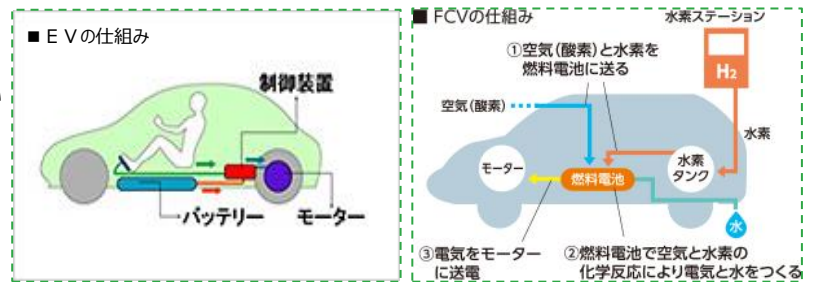 ■ ＥＶの仕組み
制御装置
バッテリー
モーター
■ FCVの仕組み
水素ステーション
①空気（酸素）と水素を
燃料電池に送る
H2
空気（酸素）
水素
モーター
燃料電池
水素
タンク
水
③電気をモーター
に送電
②燃料電池で空気と水素の
化学反応により電気と水をつくる